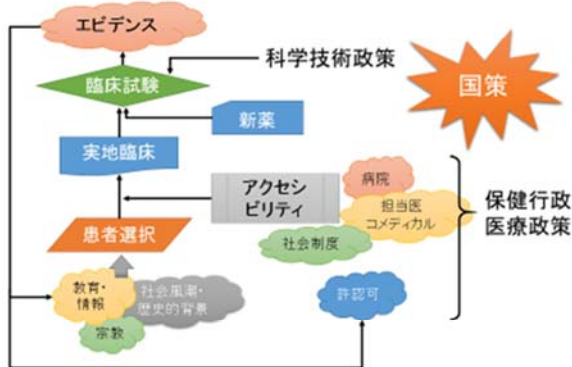 エビデンス
科学技術政策
臨床試験
国策
新薬
実地臨床
アクセシ
ビリティ
病院
担当医
コメディカル
保健行政
医療政策
患者選択
社会制度
教育・
情報
社会風潮・
歴史的背景
許認可
宗教